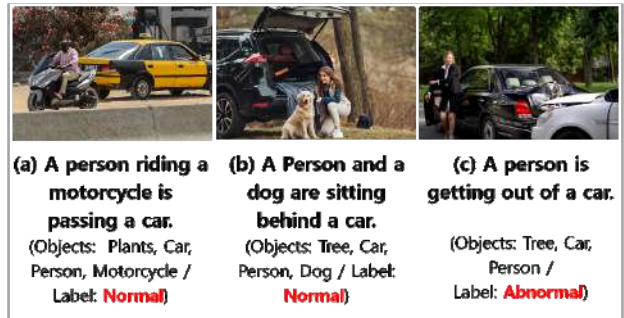 (a) A person riding a
motorcycle is
passing a car.
(Objects: Plants, Car,
Person, Motorcycle /
Label: Normal)
(b) A Person and a
dog are sitting
behind a car.
(Objects: Tree, Car,
Person, Dog / Label:
Normal)
(c) A person is
getting out of a car.
(Objects: Tree, Car,
Person /
Label: Abnormal)